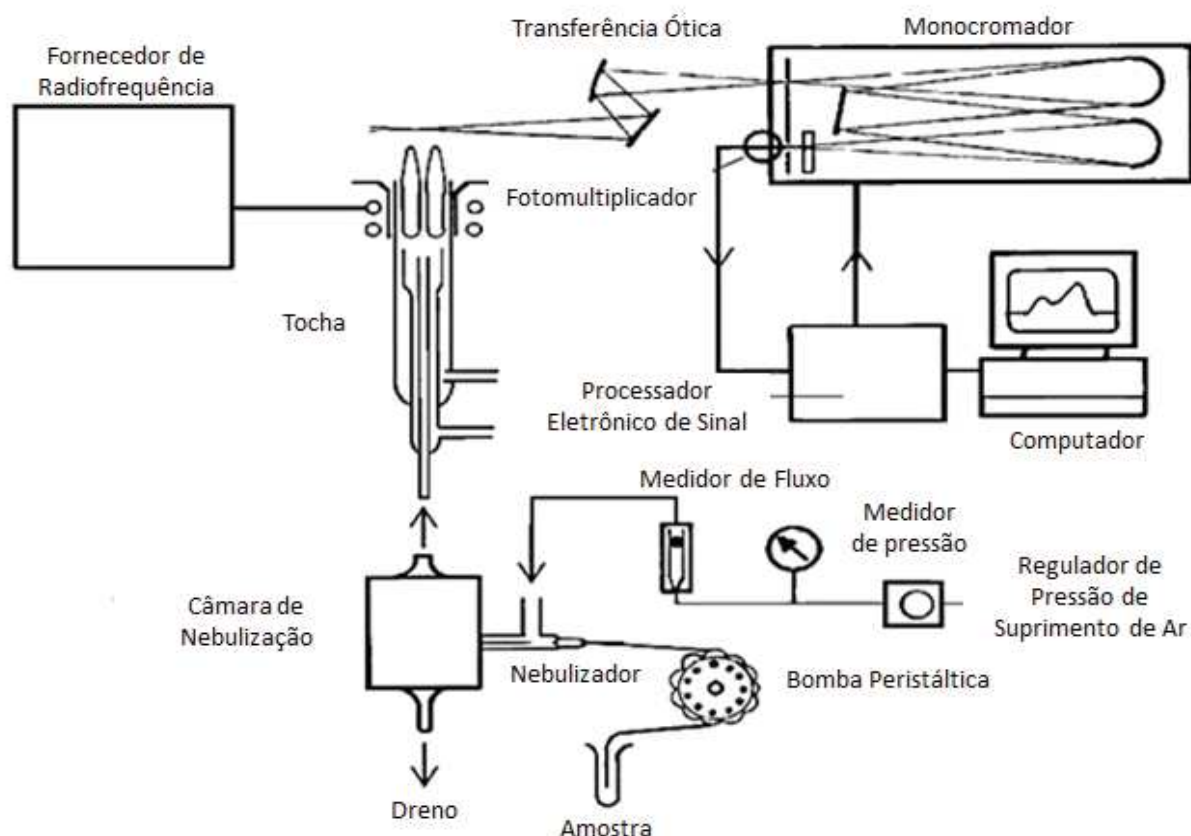 Transferência Ótica
Monocromador
Fornecedor de
Radiofrequência
Fotomultiplicador
Tocha
Processador
Eletrônico de Sinal
Computador
Medidor de Fluxo
Medidor
de pressão
Regulador de
Pressão de
Suprimento de Ar
Câmara de
Nebulização
Nebulizador
Bomba Peristáltica
Dreno
Amostra